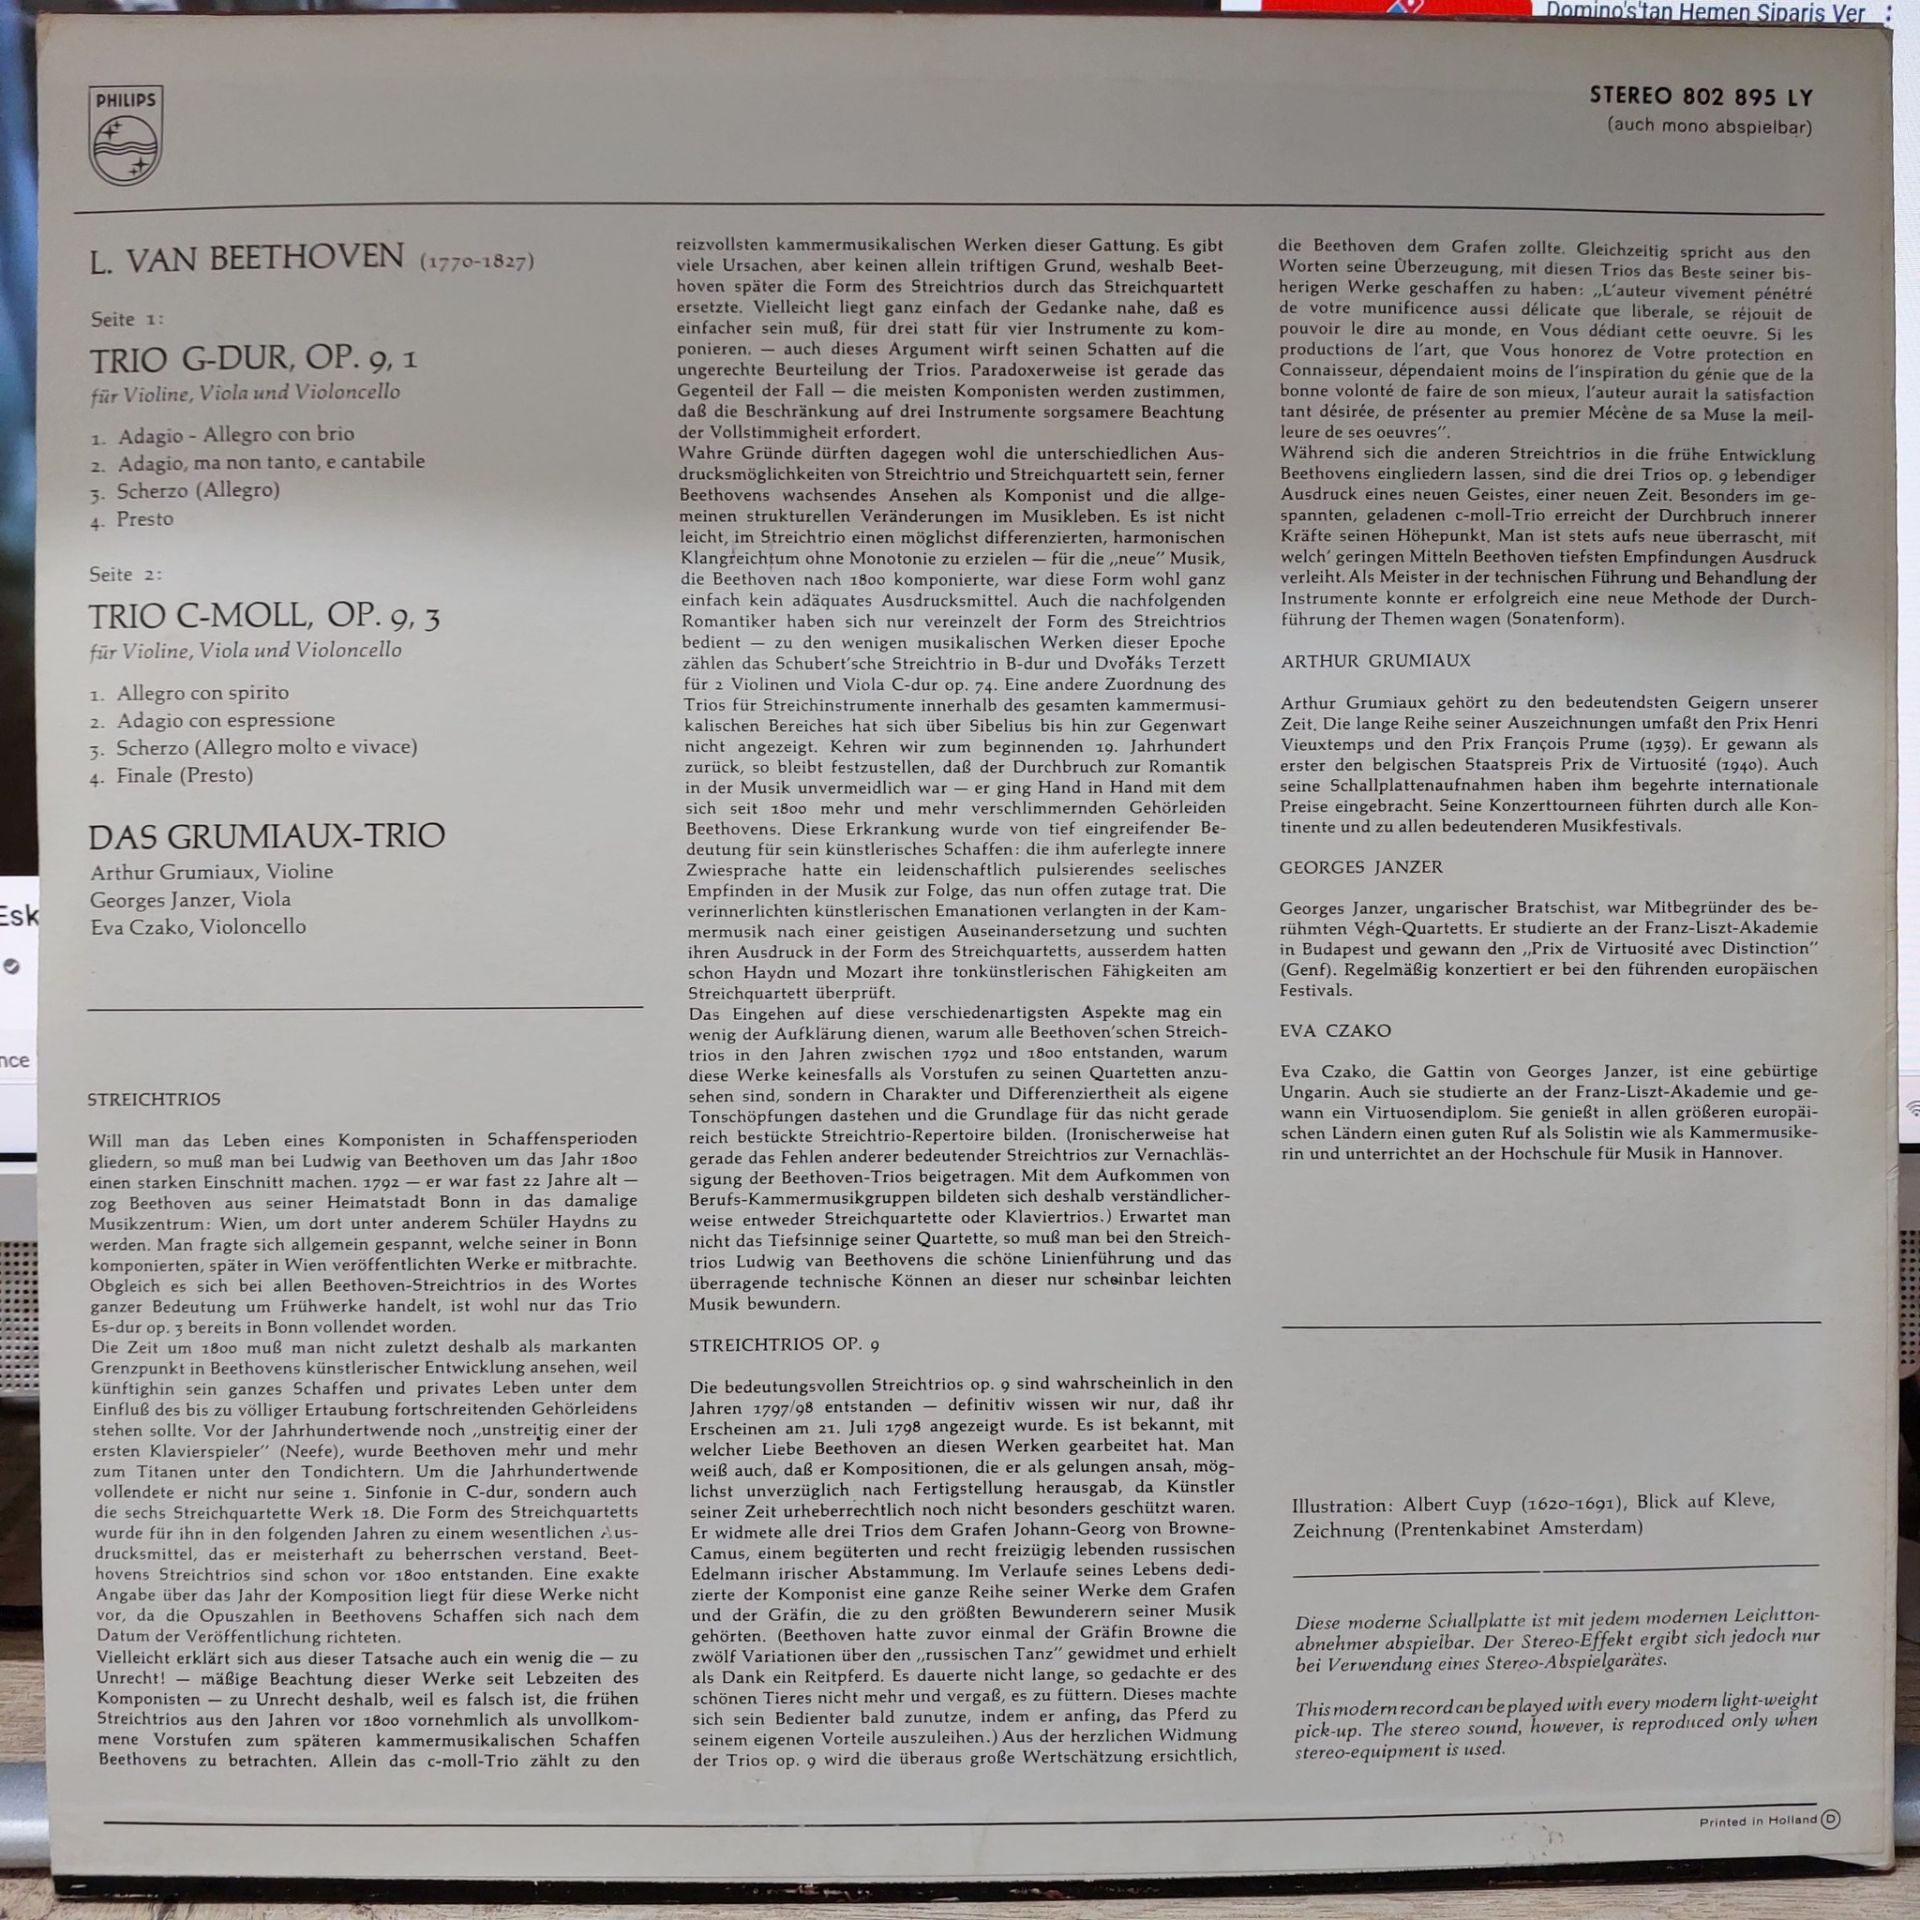 Domino's'tan Hemen Sipariş Ver
PHILIPS
STEREO 802 895 LY
(auch mono abspielbar)
L. VAN BEETHOVEN (1770-1827)
Seite 1:
TRIO G-DUR, OP. 9, 1
für Violine, Viola und Violoncello
1. Adagio - Allegro con brio
2. Adagio, ma non tanto, e cantabile
3. Scherzo (Allegro)
4. Presto
Seite 2:
TRIO C-MOLL, OP. 9, 3
für Violine, Viola und Violoncello
1. Allegro con spirito
2. Adagio con espressione
3. Scherzo (Allegro molto e vivace)
4. Finale (Presto)
DAS GRUMIAUX-TRIO
Arthur Grumiaux, Violine
Georges Janzer, Viola
Eva Czako, Violoncello
STREICHTRIOS
Will man das Leben eines Komponisten in Schaffensperioden
gliedern, so muß man bei Ludwig van Beethoven um das Jahr 1800
einen starken Einschnitt machen. 1792 — er war fast 22 Jahre alt —
zog Beethoven aus seiner Heimatstadt Bonn in das damalige
Musikzentrum: Wien, um dort unter anderem Schüler Haydns zu
werden. Man fragte sich allgemein gespannt, welche seiner in Bonn
komponierten, später in Wien veröffentlichten Werke er mitbrachte.
Obgleich es sich bei allen Beethoven-Streichtrios in des Wortes
ganzer Bedeutung um Frühwerke handelt, ist wohl nur das Trio
Es-dur op. 3 bereits in Bonn vollendet worden.
Die Zeit um 1800 muß man nicht zuletzt deshalb als markanten
Grenzpunkt in Beethovens künstlerischer Entwicklung ansehen, weil
künftighin sein ganzes Schaffen und privates Leben unter dem
Einfluß des bis zu völliger Ertaubung fortschreitenden Gehörleidens
stehen sollte. Vor der Jahrhundertwende noch „unstreitig einer der
ersten Klavierspieler” (Neefe), wurde Beethoven mehr und mehr
zum Titanen unter den Tondichtern. Um die Jahrhundertwende
vollendete er nicht nur seine 1. Sinfonie in C-dur, sondern auch
die sechs Streichquartette Werk 18. Die Form des Streichquartetts
wurde für ihn in den folgenden Jahren zu einem wesentlichen Aus-
drucksmittel, das er meisterhaft zu beherrschen verstand. Beet-
hovens Streichtrios sind schon vor 1800 entstanden. Eine exakte
Angabe über das Jahr der Komposition liegt für diese Werke nicht
vor, da die Opuszahlen in Beethovens Schaffen sich nach dem
Datum der Veröffentlichung richteten.
Vielleicht erklärt sich aus dieser Tatsache auch ein wenig die — zu
Unrecht! — mäßige Beachtung dieser Werke seit Lebzeiten des
Komponisten — zu Unrecht deshalb, weil es falsch ist, die frühen
Streichtrios aus den Jahren vor 1800 vornehmlich als unvollkom-
mene Vorstufen zum späteren kammermusikalischen Schaffen
Beethovens zu betrachten. Allein das c-moll-Trio zählt zu den
reizvollsten kammermusikalischen Werken dieser Gattung. Es gibt
viele Ursachen, aber keinen allein triftigen Grund, weshalb Beet-
hoven später die Form des Streichtrios durch das Streichquartett
ersetzte. Vielleicht liegt ganz einfach der Gedanke nahe, daß es
einfacher sein muß, für drei statt für vier Instrumente zu kom-
ponieren. — auch dieses Argument wirft seinen Schatten auf die
ungerechte Beurteilung der Trios. Paradoxerweise ist gerade das
Gegenteil der Fall — die meisten Komponisten werden zustimmen,
daß die Beschränkung auf drei Instrumente sorgsamere Beachtung
der Vollstimmigheit erfordert.
Wahre Gründe dürften dagegen wohl die unterschiedlichen Aus-
drucksmöglichkeiten von Streichtrio und Streichquartett sein, ferner
Beethovens wachsendes Ansehen als Komponist und die allge-
meinen strukturellen Veränderungen im Musikleben. Es ist nicht
leicht, im Streichtrio einen möglichst differenzierten, harmonischen
Klangreichtum ohne Monotonie zu erzielen — für die „neue” Musik,
die Beethoven nach 1800 komponierte, war diese Form wohl ganz
einfach kein adäquates Ausdrucksmittel. Auch die nachfolgenden
Romantiker haben sich nur vereinzelt der Form des Streichtrios
bedient — zu den wenigen musikalischen Werken dieser Epoche
zählen das Schubert'sche Streichtrio in B-dur und Dvořáks Terzett
für 2 Violinen und Viola C-dur op. 74. Eine andere Zuordnung des
Trios für Streichinstrumente innerhalb des gesamten kammermusi-
kalischen Bereiches hat sich über Sibelius bis hin zur Gegenwart
nicht angezeigt. Kehren wir zum beginnenden 19. Jahrhundert
zurück, so bleibt festzustellen, daß der Durchbruch zur Romantik
in der Musik unvermeidlich war — er ging Hand in Hand mit dem
sich seit 1800 mehr und mehr verschlimmernden Gehörleiden
Beethovens. Diese Erkrankung wurde von tief eingreifender Be-
deutung für sein künstlerisches Schaffen: die ihm auferlegte innere
Zwiesprache hatte ein leidenschaftlich pulsierendes seelisches
Empfinden in der Musik zur Folge, das nun offen zutage trat. Die
verinnerlichten künstlerischen Emanationen verlangten in der Kam-
mermusik nach einer geistigen Auseinandersetzung und suchten
ihren Ausdruck in der Form des Streichquartetts, ausserdem hatten
schon Haydn und Mozart ihre tonkünstlerischen Fähigkeiten am
Streichquartett überprüft.
Das Eingehen auf diese verschiedenartigsten Aspekte mag ein
wenig der Aufklärung dienen, warum alle Beethoven'schen Streich-
trios in den Jahren zwischen 1792 und 1800 entstanden, warum
diese Werke keinesfalls als Vorstufen zu seinen Quartetten anzu-
sehen sind, sondern in Charakter und Differenziertheit als eigene
Tonschöpfungen dastehen und die Grundlage für das nicht gerade
reich bestückte Streichtrio-Repertoire bilden. (Ironischerweise hat
gerade das Fehlen anderer bedeutender Streichtrios zur Vernachläs-
sigung der Beethoven-Trios beigetragen. Mit dem Aufkommen von
Berufs-Kammermusikgruppen bildeten sich deshalb verständlicher-
weise entweder Streichquartette oder Klaviertrios.) Erwartet man
nicht das Tiefsinnige seiner Quartette, so muß man bei den Streich-
trios Ludwig van Beethovens die schöne Linienführung und das
überragende technische Können an dieser nur scheinbar leichten
Musik bewundern.
STREICHTRIOS OP. 9
Die bedeutungsvollen Streichtrios op. 9 sind wahrscheinlich in den
Jahren 1797/98 entstanden — definitiv wissen wir nur, daß ihr
Erscheinen am 21. Juli 1798 angezeigt wurde. Es ist bekannt, mit
welcher Liebe Beethoven an diesen Werken gearbeitet hat. Man
weiß auch, daß er Kompositionen, die er als gelungen ansah, mög-
lichst unverzüglich nach Fertigstellung herausgab, da Künstler
seiner Zeit urheberrechtlich noch nicht besonders geschützt waren.
Er widmete alle drei Trios dem Grafen Johann-Georg von Browne-
Camus, einem begüterten und recht freizügig lebenden russischen
Edelmann irischer Abstammung. Im Verlaufe seines Lebens dedi-
zierte der Komponist eine ganze Reihe seiner Werke dem Grafen
und der Gräfin, die zu den größten Bewunderern seiner Musik
gehörten. (Beethoven hatte zuvor einmal der Gräfin Browne die
zwölf Variationen über den „russischen Tanz” gewidmet und erhielt
als Dank ein Reitpferd. Es dauerte nicht lange, so gedachte er des
schönen Tieres nicht mehr und vergaß, es zu füttern. Dieses machte
sich sein Bedienter bald zunutze, indem er anfing, das Pferd zu
seinem eigenen Vorteile auszuleihen.) Aus der herzlichen Widmung
der Trios op. 9 wird die überaus große Wertschätzung ersichtlich,
die Beethoven dem Grafen zollte. Gleichzeitig spricht aus den
Worten seine Überzeugung, mit diesen Trios das Beste seiner bis-
herigen Werke geschaffen zu haben: „L'auteur vivement pénétré
de votre munificence aussi délicate que liberale, se réjouit de
pouvoir le dire au monde, en Vous dédiant cette oeuvre. Si les
productions de l'art, que Vous honorez de Votre protection en
Connaisseur, dépendaient moins de l'inspiration du génie que de la
bonne volonté de faire de son mieux, l'auteur aurait la satisfaction
tant désirée, de présenter au premier Mécène de sa Muse la meil-
leure de ses oeuvres”.
Während sich die anderen Streichtrios in die frühe Entwicklung
Beethovens eingliedern lassen, sind die drei Trios op. 9 lebendiger
Ausdruck eines neuen Geistes, einer neuen Zeit. Besonders im ge-
spannten, geladenen c-moll-Trio erreicht der Durchbruch innerer
Kräfte seinen Höhepunkt. Man ist stets aufs neue überrascht, mit
welch' geringen Mitteln Beethoven tiefsten Empfindungen Ausdruck
verleiht. Als Meister in der technischen Führung und Behandlung der
Instrumente konnte er erfolgreich eine neue Methode der Durch-
führung der Themen wagen (Sonatenform).
ARTHUR GRUMIAUX
Arthur Grumiaux gehört zu den bedeutendsten Geigern unserer
Zeit. Die lange Reihe seiner Auszeichnungen umfaßt den Prix Henri
Vieuxtemps und den Prix François Prume (1939). Er gewann als
erster den belgischen Staatspreis Prix de Virtuosité (1940). Auch
seine Schallplattenaufnahmen haben ihm begehrte internationale
Preise eingebracht. Seine Konzerttourneen führten durch alle Kon-
tinente und zu allen bedeutenderen Musikfestivals.
GEORGES JANZER
Georges Janzer, ungarischer Bratschist, war Mitbegründer des be-
rühmten Végh-Quartetts. Er studierte an der Franz-Liszt-Akademie
in Budapest und gewann den „Prix de Virtuosité avec Distinction”
(Genf). Regelmäßig konzertiert er bei den führenden europäischen
Festivals.
EVA CZAKO
Eva Czako, die Gattin von Georges Janzer, ist eine gebürtige
Ungarin. Auch sie studierte an der Franz-Liszt-Akademie und ge-
wann ein Virtuosendiplom. Sie genießt in allen größeren europäi-
schen Ländern einen guten Ruf als Solistin wie als Kammermusike-
rin und unterrichtet an der Hochschule für Musik in Hannover.
Illustration: Albert Cuyp (1620-1691), Blick auf Kleve,
Zeichnung (Prentenkabinet Amsterdam)
Diese moderne Schallplatte ist mit jedem modernen Leichtton-
abnehmer abspielbar. Der Stereo-Effekt ergibt sich jedoch nur
bei Verwendung eines Stereo-Abspielgarätes.
This modern record can be played with every modern light-weight
pick-up. The stereo sound, however, is reproduced only when
stereo-equipment is used.
Printed in Holland D
Esk
nce